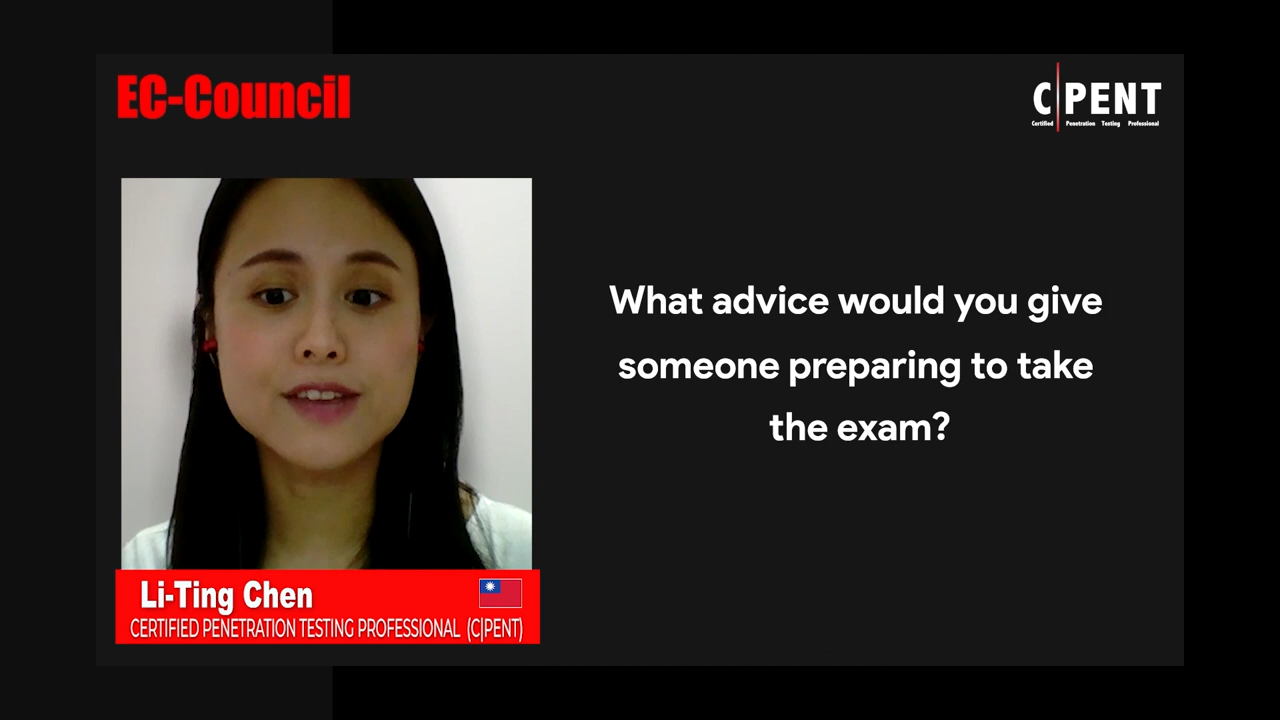 EC-Council
C|PENT
Certified Penetration Testing Professional
What advice would you give
someone preparing to take
the exam?
Li-Ting Chen
CERTIFIED PENETRATION TESTING PROFESSIONAL (C|PENT)